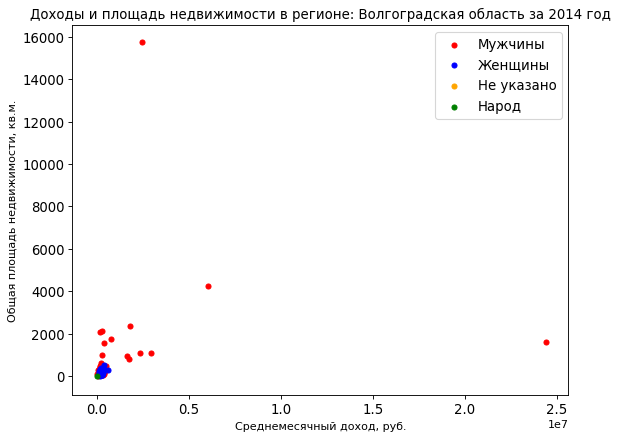 Доходы и площадь недвижимости в регионе: Волгоградская область за 2014 год
Мужчины
Женщины
Не указано
Народ
Общая площадь недвижимости, кв.м.
16000
14000
12000
10000
8000
6000
4000
2000
0
0.0 0.5 1.0 1.5 2.0 2.5
1e7
Среднемесячный доход, руб.